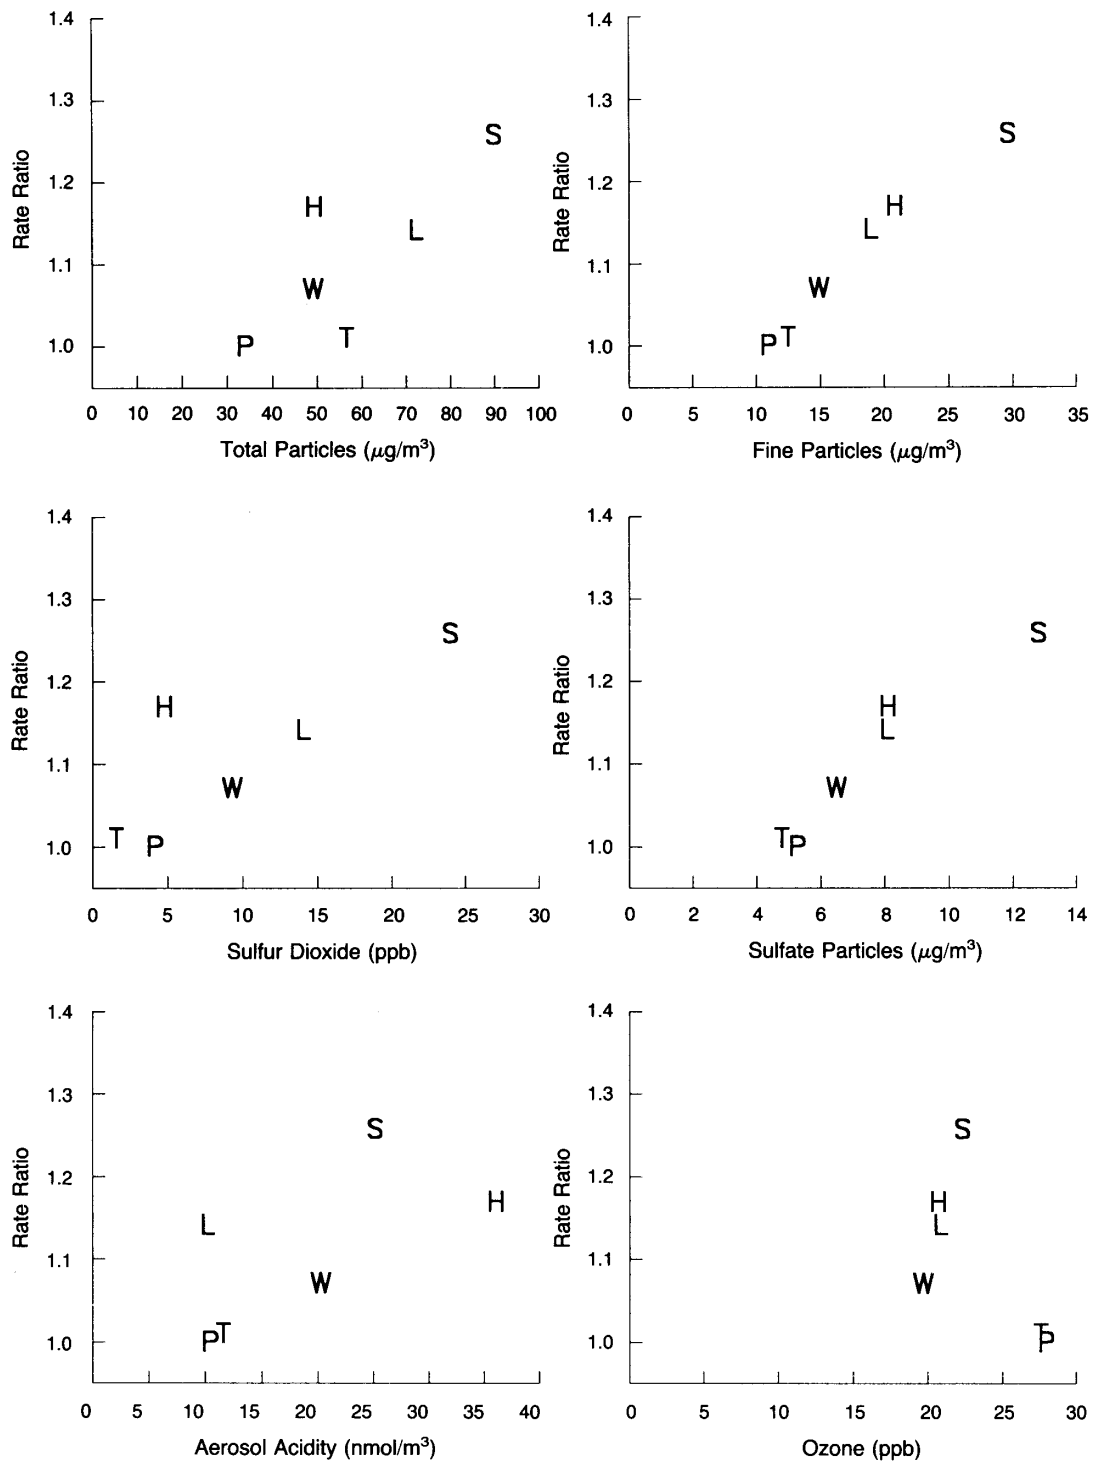 1.4
1.3
1.2
1.1
1.0
Rate Ratio
S
H
L
W
T
P
0 10 20 30 40 50 60 70 80 90 100
Total Particles (μg/m³)
1.4
1.3
1.2
1.1
1.0
Rate Ratio
S
H
L
W
T
P
0 5 10 15 20 25 30 35
Fine Particles (μg/m³)
1.4
1.3
1.2
1.1
1.0
Rate Ratio
S
H
L
W
T
P
0 5 10 15 20 25 30
Sulfur Dioxide (ppb)
1.4
1.3
1.2
1.1
1.0
Rate Ratio
S
H
L
W
T
P
0 2 4 6 8 10 12 14
Sulfate Particles (μg/m³)
1.4
1.3
1.2
1.1
1.0
Rate Ratio
S
H
L
W
T
P
0 5 10 15 20 25 30 35 40
Aerosol Acidity (nmol/m³)
1.4
1.3
1.2
1.1
1.0
Rate Ratio
S
H
L
W
T
P
0 5 10 15 20 25 30
Ozone (ppb)